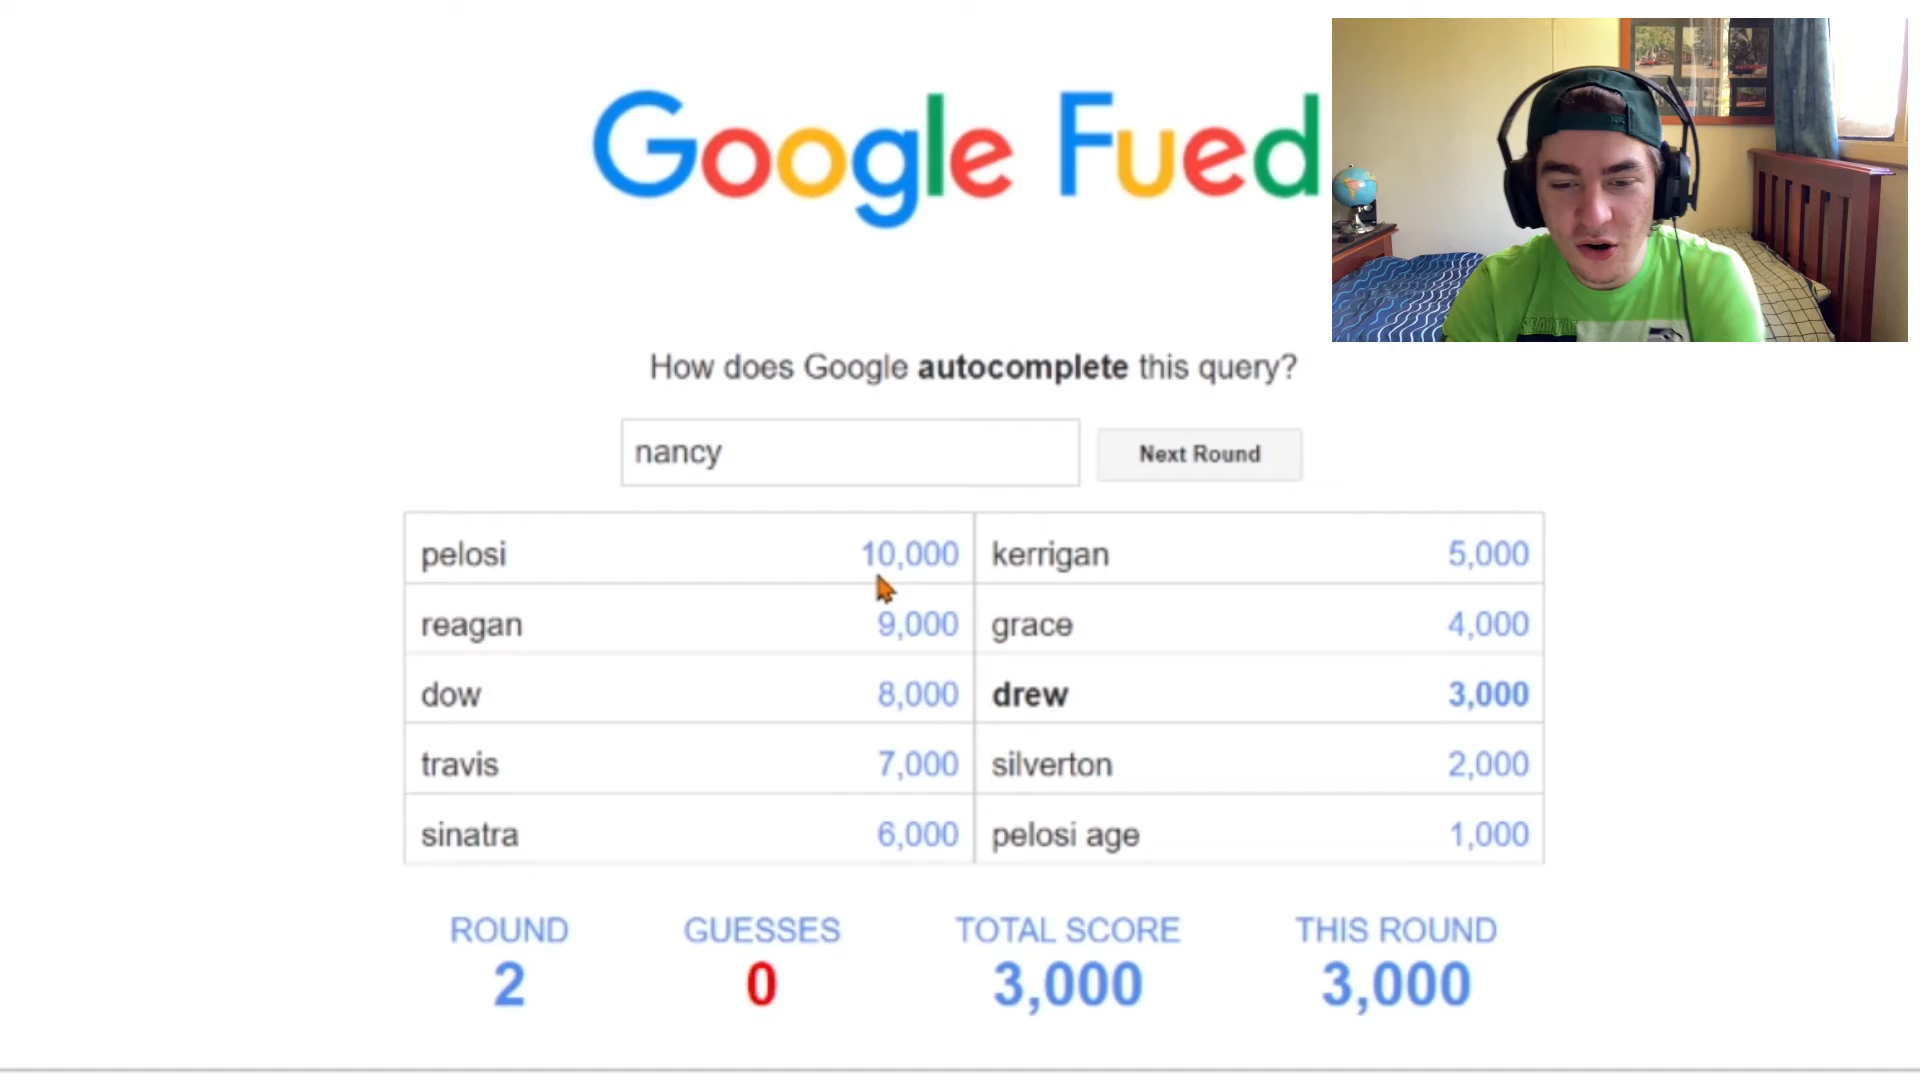 Google Fued
How does Google autocomplete this query?
nancy
Next Round
pelosi 10,000 kerrigan 5,000
reagan 9,000 grace 4,000
dow 8,000 drew 3,000
travis 7,000 silverton 2,000
sinatra 6,000 pelosi age 1,000
ROUND GUESSES TOTAL SCORE THIS ROUND
2 0 3,000 3,000